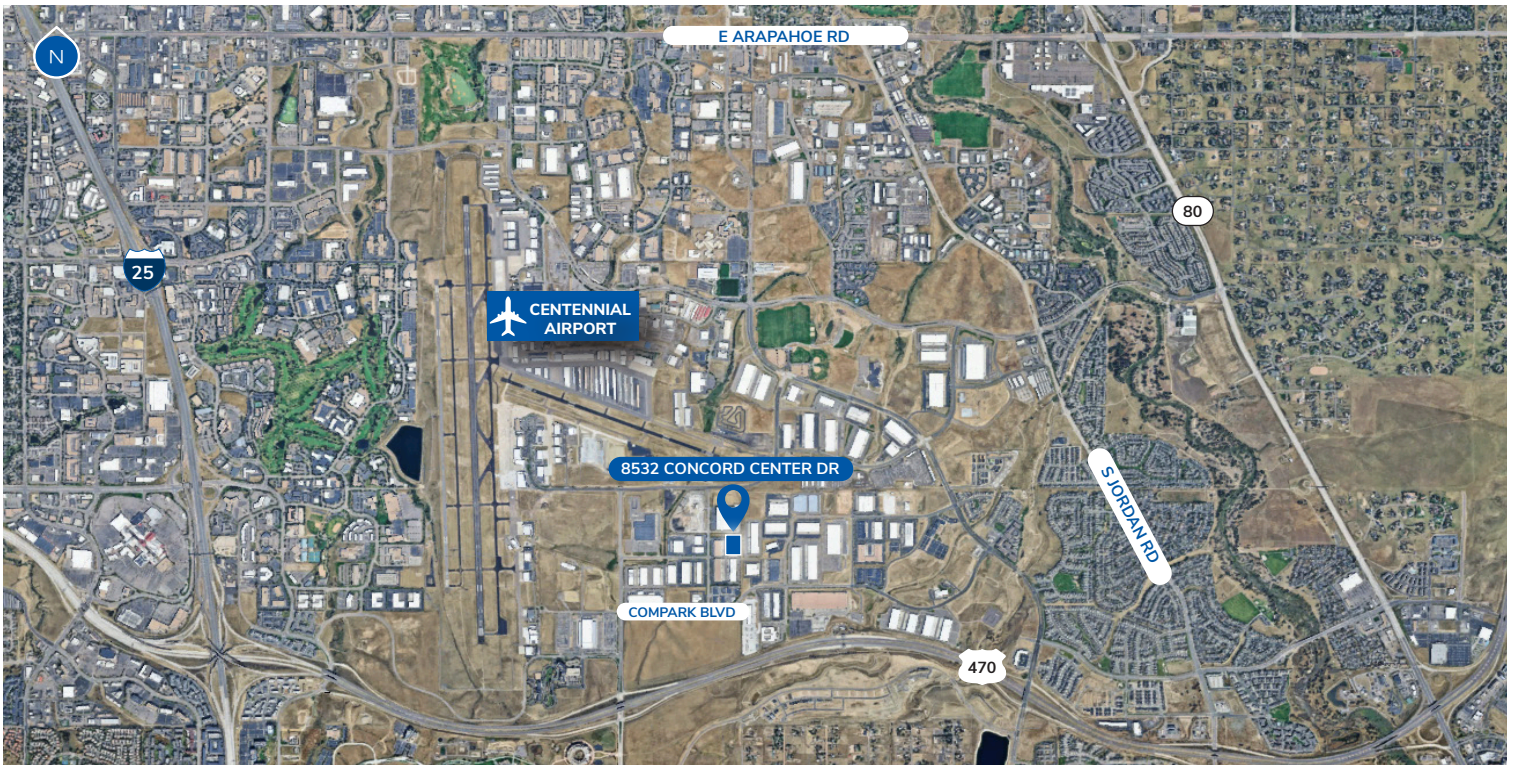 E ARAPAHOE RD
N
80
25
CENTENNIAL
AIRPORT
8532 CONCORD CENTER DR
S JORDAN RD
COMPARK BLVD
470